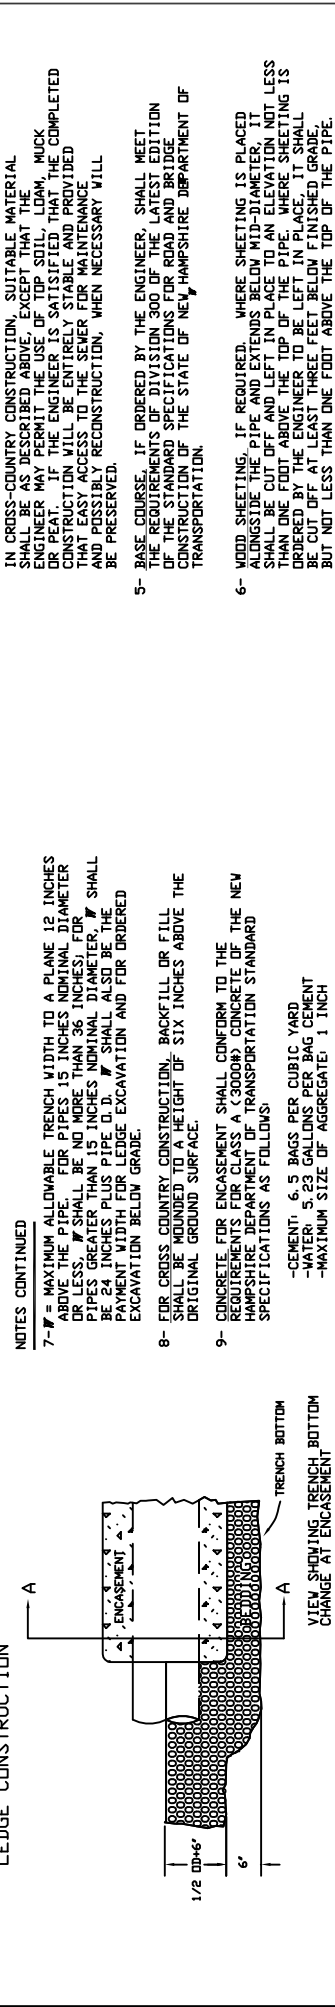 LEDGE CONSTRUCTION
A
ENCASEMENT
1/2 OD+6'
6'
BEDDING
TRENCH BOTTOM
A
VIEW SHOWING TRENCH BOTTOM
CHANGE AT ENCASEMENT
NOTES CONTINUED
7- W = MAXIMUM ALLOWABLE TRENCH WIDTH TO A PLANE 12 INCHES
ABOVE THE PIPE. FOR PIPES 15 INCHES NOMINAL DIAMETER
OR LESS, W SHALL BE NO MORE THAN 36 INCHES; FOR
PIPES GREATER THAN 15 INCHES NOMINAL DIAMETER, W SHALL
BE 24 INCHES PLUS PIPE O.D. W SHALL ALSO BE THE
PAYMENT WIDTH FOR LEDGE EXCAVATION AND FOR ORDERED
EXCAVATION BELOW GRADE.
8- FOR CROSS COUNTRY CONSTRUCTION, BACKFILL OR FILL
SHALL BE MOUNDED TO A HEIGHT OF SIX INCHES ABOVE THE
ORIGINAL GROUND SURFACE.
9- CONCRETE FOR ENCASEMENT SHALL CONFORM TO THE
REQUIREMENTS FOR CLASS A (3000#) CONCRETE OF THE NEW
HAMPSHIRE DEPARTMENT OF TRANSPORTATION STANDARD
SPECIFICATIONS AS FOLLOWS:
-CEMENT: 6.5 BAGS PER CUBIC YARD
-WATER: 5.23 GALLONS PER BAG CEMENT
-MAXIMUM SIZE OF AGGREGATE: 1 INCH
IN CROSS-COUNTRY CONSTRUCTION, SUITABLE MATERIAL
SHALL BE AS DESCRIBED ABOVE, EXCEPT THAT THE
ENGINEER MAY PERMIT THE USE OF TOP SOIL, LOAM, MUCK
OR PEAT. IF THE ENGINEER IS SATISIFIED THAT THE COMPLETED
CONSTRUCTION WILL BE ENTIRELY STABLE AND PROVIDED
THAT EASY ACCESS TO THE SEWER FOR MAINTENANCE
AND POSSIBLY RECONSTRUCTION, WHEN NECESSARY WILL
BE PRESERVED.
5- BASE COURSE, IF ORDERED BY THE ENGINEER, SHALL MEET
THE REQUIREMENTS OF DIVISION 300 OF THE LATEST EDITION
OF THE STANDARD SPECIFICATIONS FOR ROAD AND BRIDGE
CONSTRUCTION OF THE STATE OF NEW HAMPSHIRE DEPARTMENT OF
TRANSPORTATION. W
6- WOOD SHEETING, IF REQUIRED. WHERE SHEETING IS PLACED
ALONGSIDE THE PIPE AND EXTENDS BELOW MID-DIAMETER, IT
SHALL BE CUT OFF AND LEFT IN PLACE TO AN ELEVATION NOT LESS
THAN ONE FOOT ABOVE THE TOP OF THE PIPE. WHERE SHEETING IS
ORDERED BY THE ENGINEER TO BE LEFT IN PLACE, IT SHALL
BE CUT OFF AT LEAST THREE FEET BELOW FINISHED GRADE,
BUT NOT LESS THAN ONE FOOT ABOVE THE TOP OF THE PIPE.